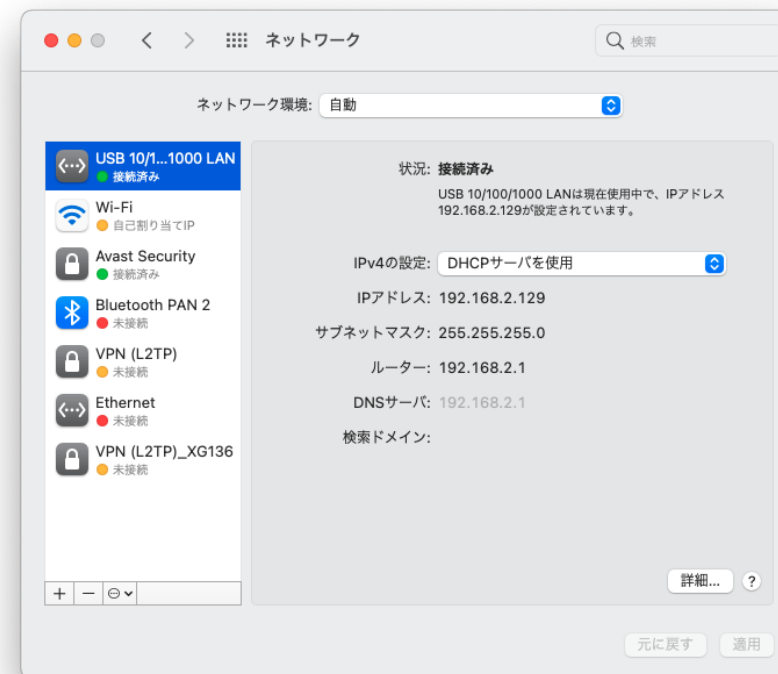 ネットワーク
検索
ネットワーク環境: 自動
USB 10/1...1000 LAN
接続済み
Wi-Fi
自己割り当てIP
Avast Security
接続済み
Bluetooth PAN 2
未接続
VPN (L2TP)
未接続
Ethernet
未接続
VPN (L2TP)_XG136
未接続
状況: 接続済み
USB 10/100/1000 LANは現在使用中で、IPアドレス
192.168.2.129が設定されています。
IPv4の設定: DHCPサーバを使用
IPアドレス: 192.168.2.129
サブネットマスク: 255.255.255.0
ルーター: 192.168.2.1
DNSサーバ: 192.168.2.1
検索ドメイン:
詳細... ?
元に戻す 適用